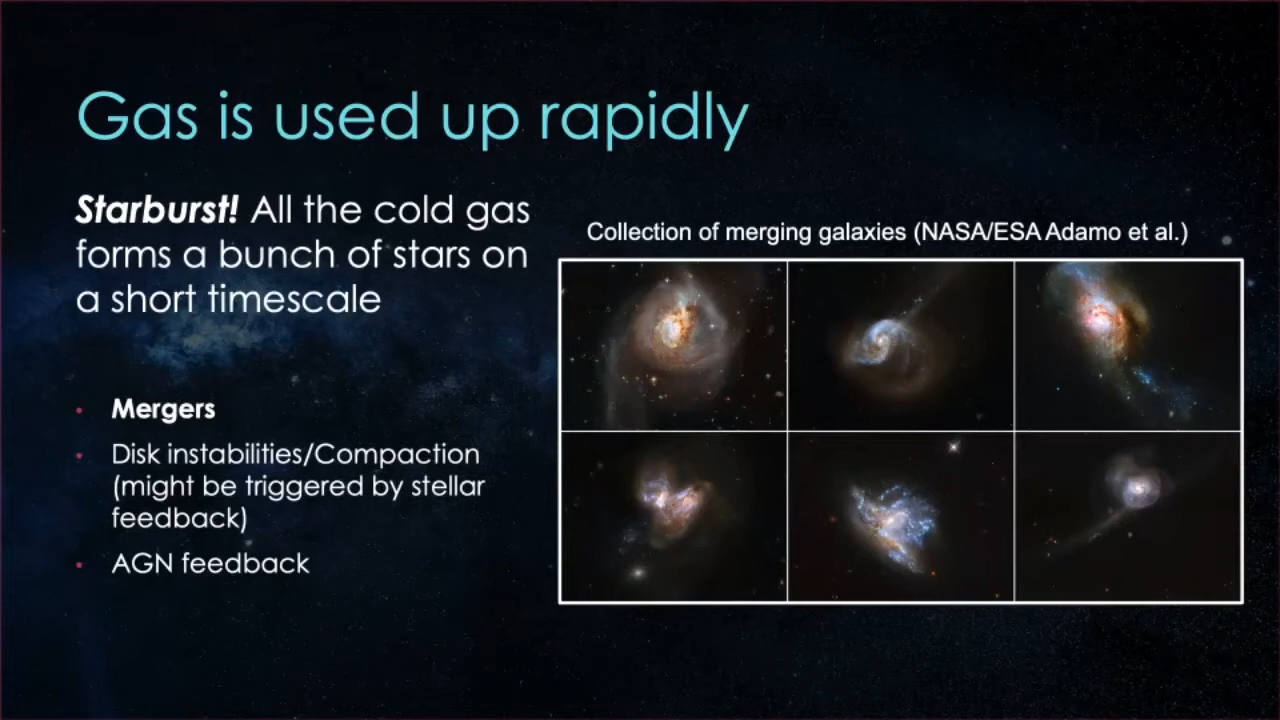 Gas is used up rapidly
Starburst! All the cold gas
forms a bunch of stars on
a short timescale
Collection of merging galaxies (NASA/ESA Adamo et al.)
• Mergers
• Disk instabilities/Compaction
(might be triggered by stellar
feedback)
• AGN feedback